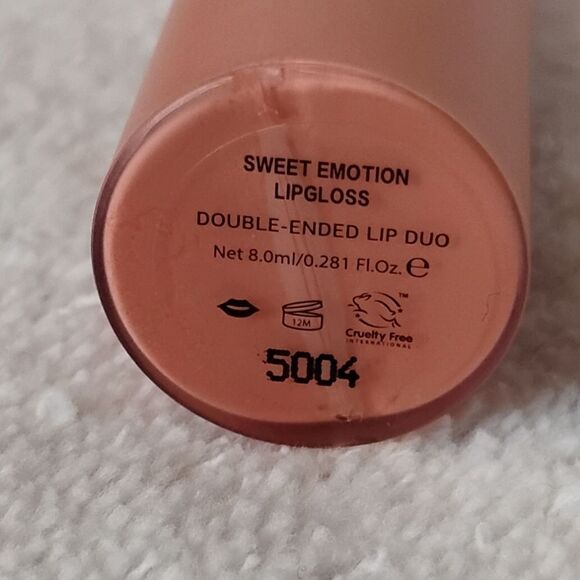 SWEET EMOTION
LIPGLOSS
DOUBLE-ENDED LIP DUO
Net 8.0ml/0.281 Fl.Oz. ℮
12M
TM
Cruelty Free
INTERNATIONAL
5004